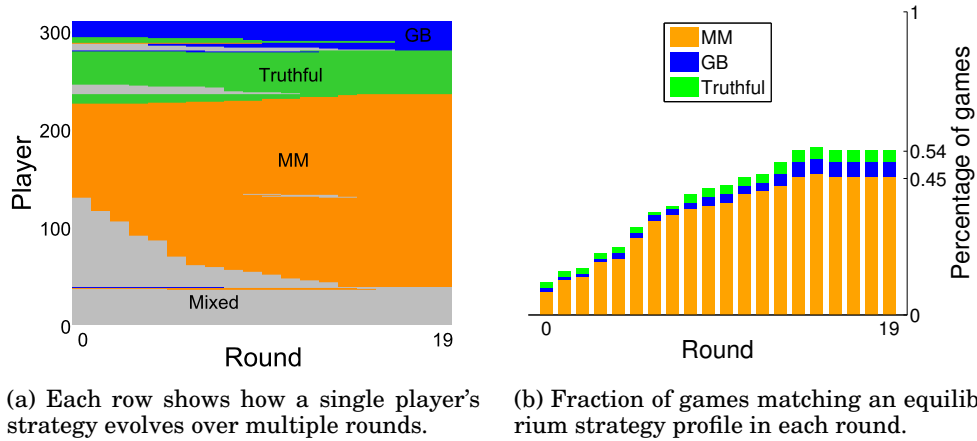 300
200
100
0
Player
GB
Truthful
MM
Mixed
0
19
Round
MM
GB
Truthful
1
0.54
0.45
0
Percentage of games
0
19
Round
(a) Each row shows how a single player's
strategy evolves over multiple rounds.
(b) Fraction of games matching an equilib-
rium strategy profile in each round.